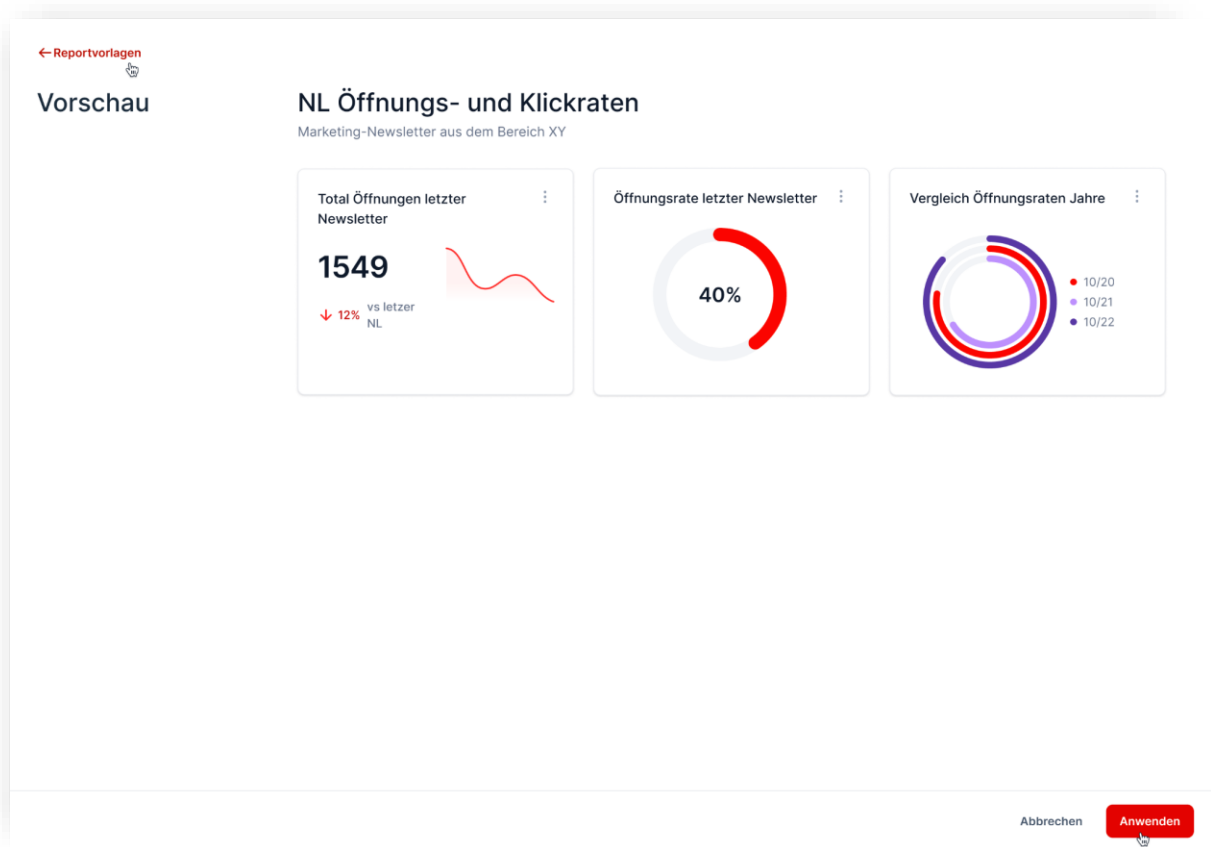 ←Reportvorlagen
Vorschau
NL Öffnungs- und Klickraten
Marketing-Newsletter aus dem Bereich XY
Total Öffnungen letzter
Newsletter
1549
↓ 12% vs letzer
NL
Öffnungsrate letzter Newsletter
40%
Vergleich Öffnungsraten Jahre
10/20
10/21
10/22
Abbrechen
Anwenden